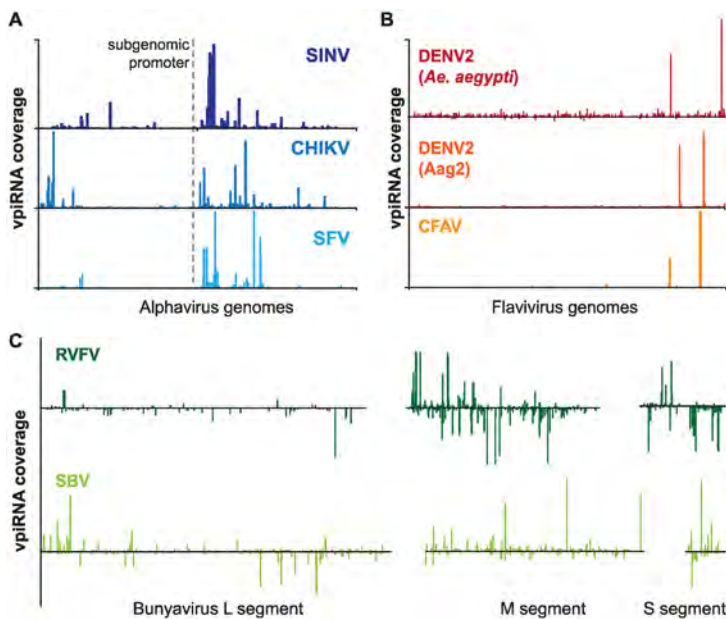 A
subgenomic
promoter
SINV
CHIKV
SFV
vpiRNA coverage
Alphavirus genomes
B
DENV2
(Ae. aegypti)
DENV2
(Aag2)
CFAV
vpiRNA coverage
Flavivirus genomes
C
RVFV
SBV
vpiRNA coverage
Bunyavirus L segment
M segment
S segment